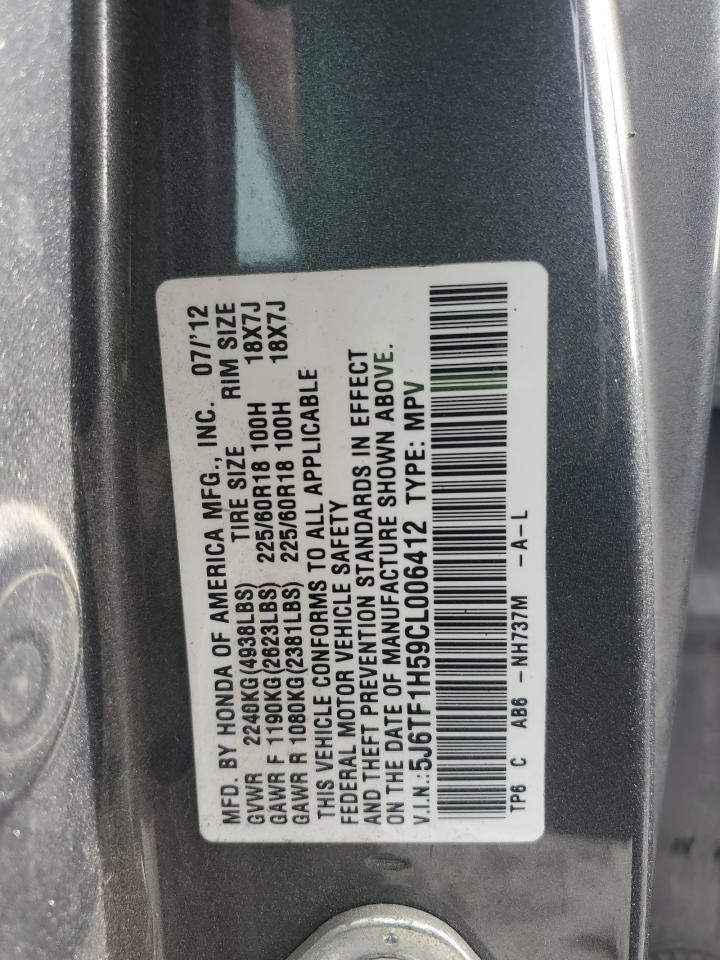 MFD. BY HONDA OF AMERICA MFG., INC. 07/'12
GVWR 2240KG(4938LBS) TIRE SIZE RIM SIZE
GAWR F 1190KG(2623LBS) 225/60R18 100H 18X7J
GAWR R 1080KG(2381LBS) 225/60R18 100H 18X7J
THIS VEHICLE CONFORMS TO ALL APPLICABLE
FEDERAL MOTOR VEHICLE SAFETY
AND THEFT PREVENTION STANDARDS IN EFFECT
ON THE DATE OF MANUFACTURE SHOWN ABOVE.
V.I.N.:5J6TF1H59CL006412 TYPE: MPV
TP6 C AB6 -NH737M -A-L